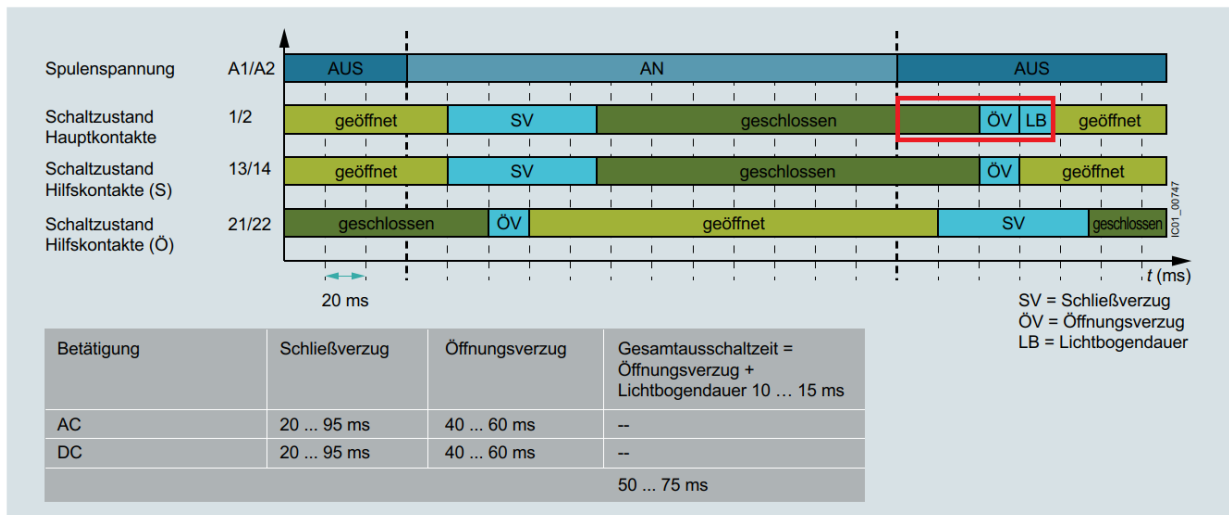 Spulenspannung A1/A2 AUS AN AUS
Schaltzustand
Hauptkontakte 1/2 geöffnet SV geschlossen ÖV LB geöffnet
Schaltzustand
Hilfskontakte (S) 13/14 geöffnet SV geschlossen ÖV geöffnet
Schaltzustand
Hilfskontakte (Ö) 21/22 geschlossen ÖV geöffnet SV geschlossen
IC01_00747
t (ms)
20 ms
SV = Schließverzug
ÖV = Öffnungsverzug
LB = Lichtbogendauer
Betätigung Schließverzug Öffnungsverzug Gesamtausschaltzeit =
Öffnungsverzug +
Lichtbogendauer 10 … 15 ms
AC 20 ... 95 ms 40 ... 60 ms --
DC 20 ... 95 ms 40 ... 60 ms --
50 ... 75 ms